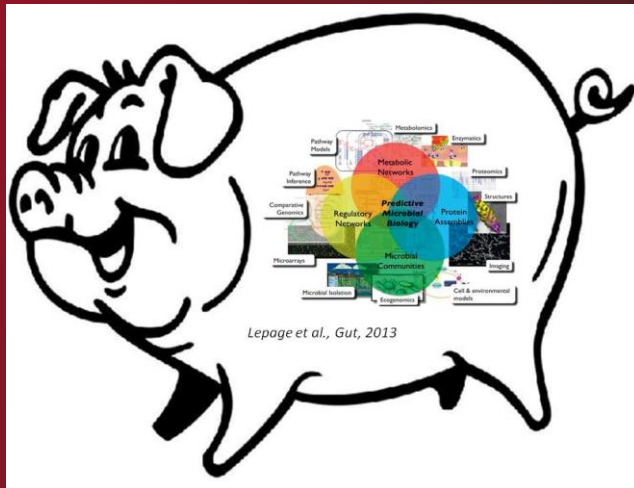 Metabolomics
Enzymatics
Pathway
Models
Metabolic
Networks
Proteomics
Pathway
Inference
Structures
Comparative
Genomics
Regulatory
Networks
Predictive
Microbial
Biology
Protein
Assemblies
Microbial
Communities
Microarrays
Imaging
Microbial Isolation
Ecogenomics
Cell & environmental
models
Lepage et al., Gut, 2013